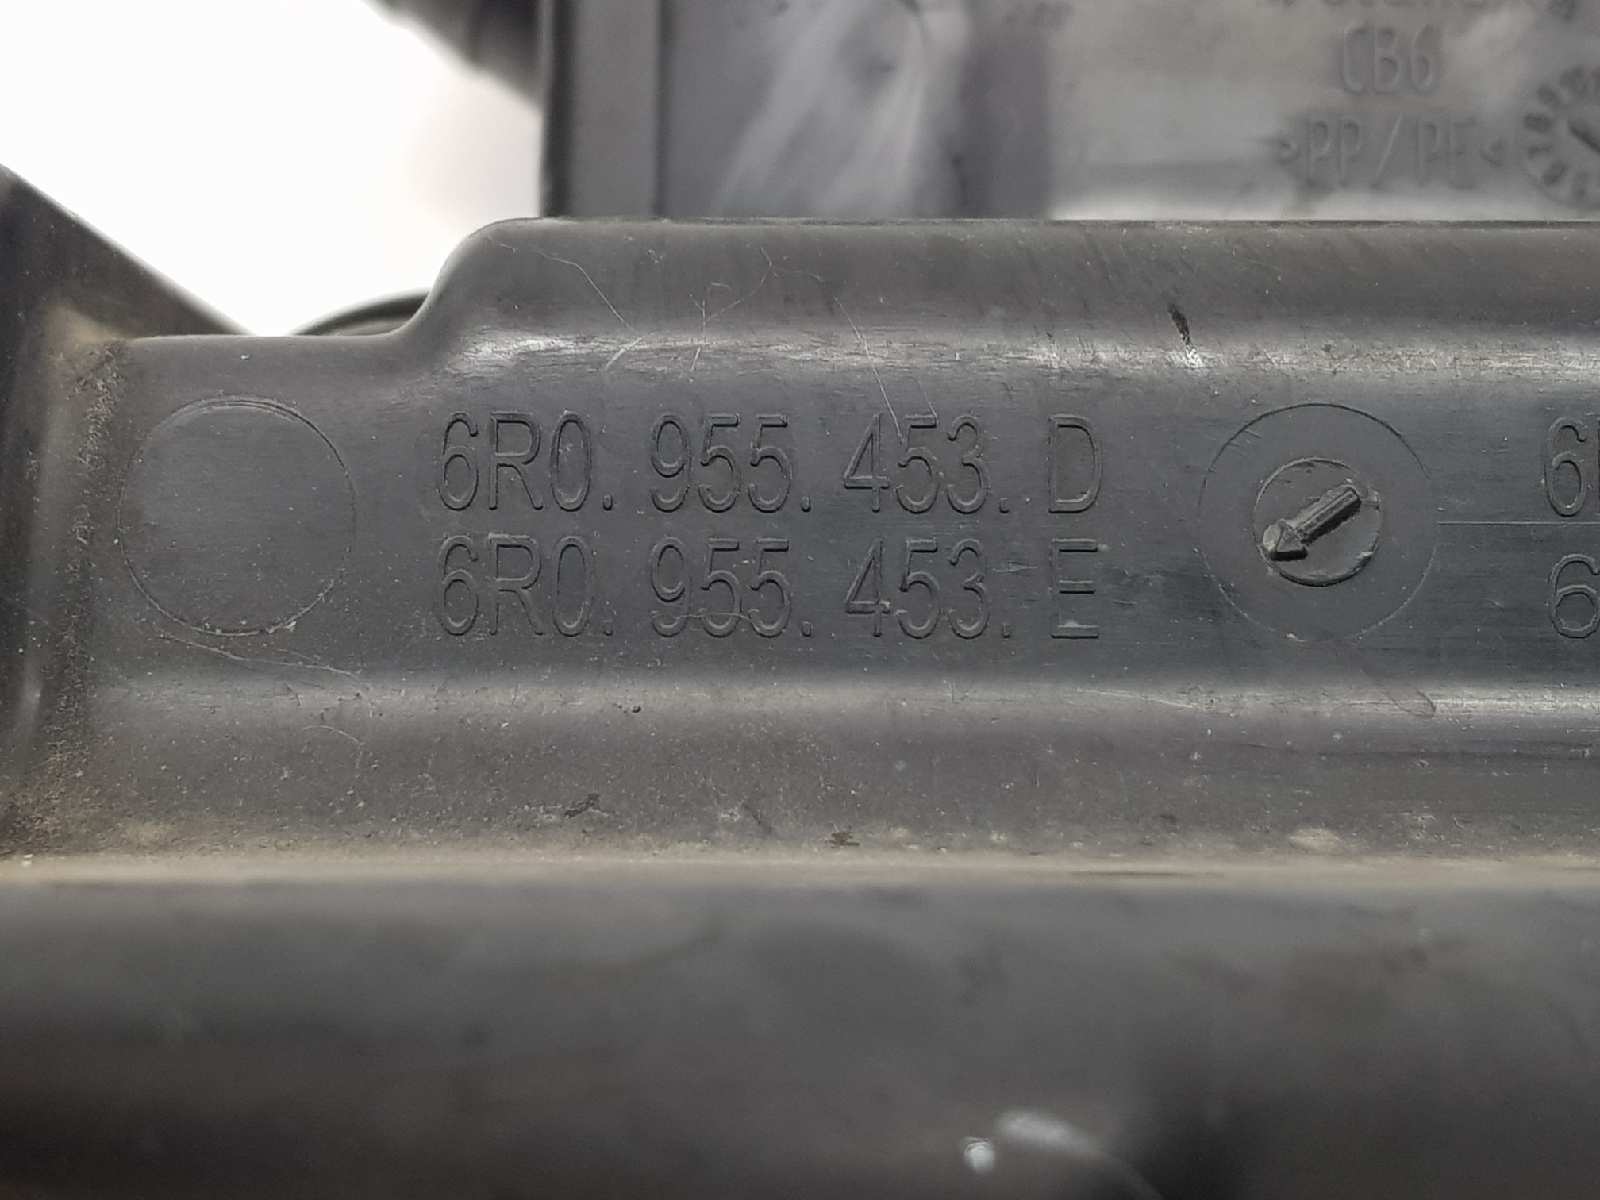 CB6
>PP/PE<
6R0. 955. 453. D
6R0. 955. 453. E